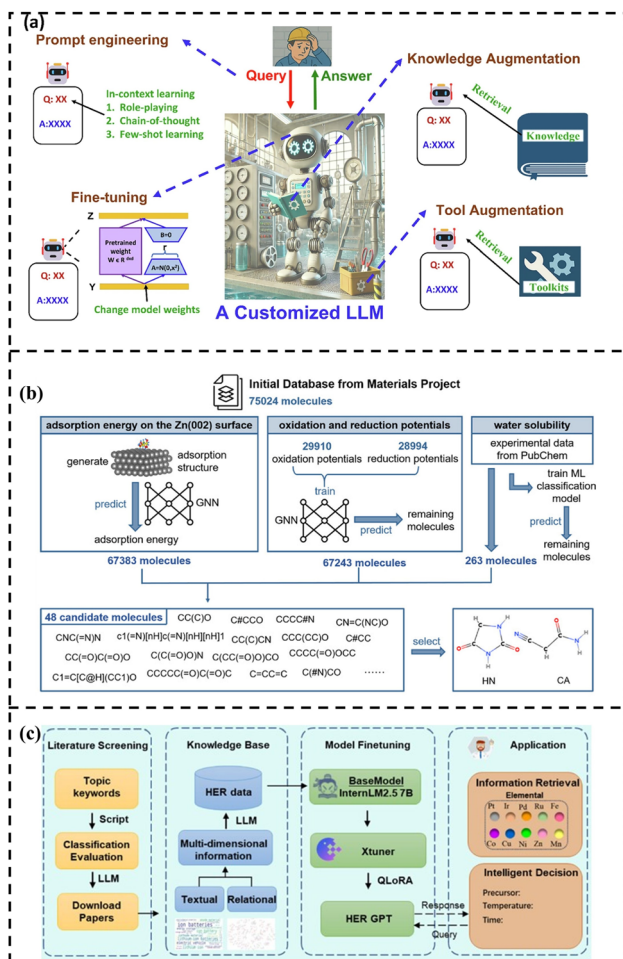 (a)
Prompt engineering
Q: XX
A:XXXX
In-context learning
1. Role-playing
2. Chain-of-thought
3. Few-shot learning
Query
Answer
Knowledge Augmentation
Q: XX
A:XXXX
Retrieval
Knowledge
Fine-tuning
Z
Q: XX
A:XXXX
Pretrained
weight
B=0
r
Y
Change model weights
A Customized LLM
Tool Augmentation
Q: XX
A:XXXX
Retrieval
Toolkits
(b)
Initial Database from Materials Project
75024 molecules
adsorption energy on the Zn(002) surface
generate
adsorption
structure
predict
GNN
adsorption energy
67383 molecules
oxidation and reduction potentials
29910
28994
oxidation potentials
reduction potentials
train
GNN
predict
remaining
molecules
67243 molecules
water solubility
experimental data
from PubChem
train ML
classification
model
predict
remaining
molecules
263 molecules
48 candidate molecules
CC(C)O
C#CCO
CCCC#N
CN=C(NC)O
CNC(=N)N
c1(=N)[nH]c(=N)[nH][nH]1
CC(C)CN
CCC(CC)O
C#CC
CC(=O)C(=O)O
C(C(=O)O)N
C(CC(=O)O)CO
CCCC(=O)OCC
C1=C[C@H](CC1)O
CCCCC(=O)C(=O)C
C=CC=C
C(#N)CO
······
select
H
N
O
O
N
H
HN
N
O
N
H
H
CA
(c)
Literature Screening
Topic
keywords
Script
Classification
Evaluation
LLM
Download
Papers
Knowledge Base
HER data
LLM
Multi-dimensional
information
Textual
Relational
ion batteries
Model Finetuning
BaseModel
InternLM2.5 7B
Xtuner
QLoRA
HER GPT
Response
Query
Application
Information Retrieval
Elemental
Pt Ir Pd Ru Fe
Co Cu Ni Zn Mn
Intelligent Decision
Precursor:
Temperature:
Time: